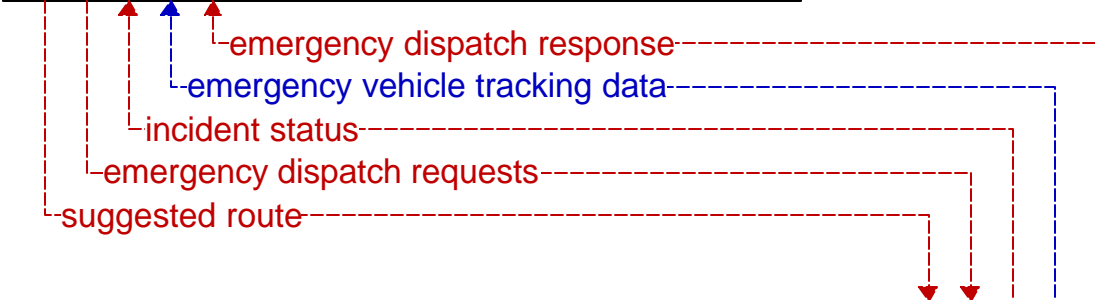 emergency dispatch response
emergency vehicle tracking data
incident status
emergency dispatch requests
suggested route